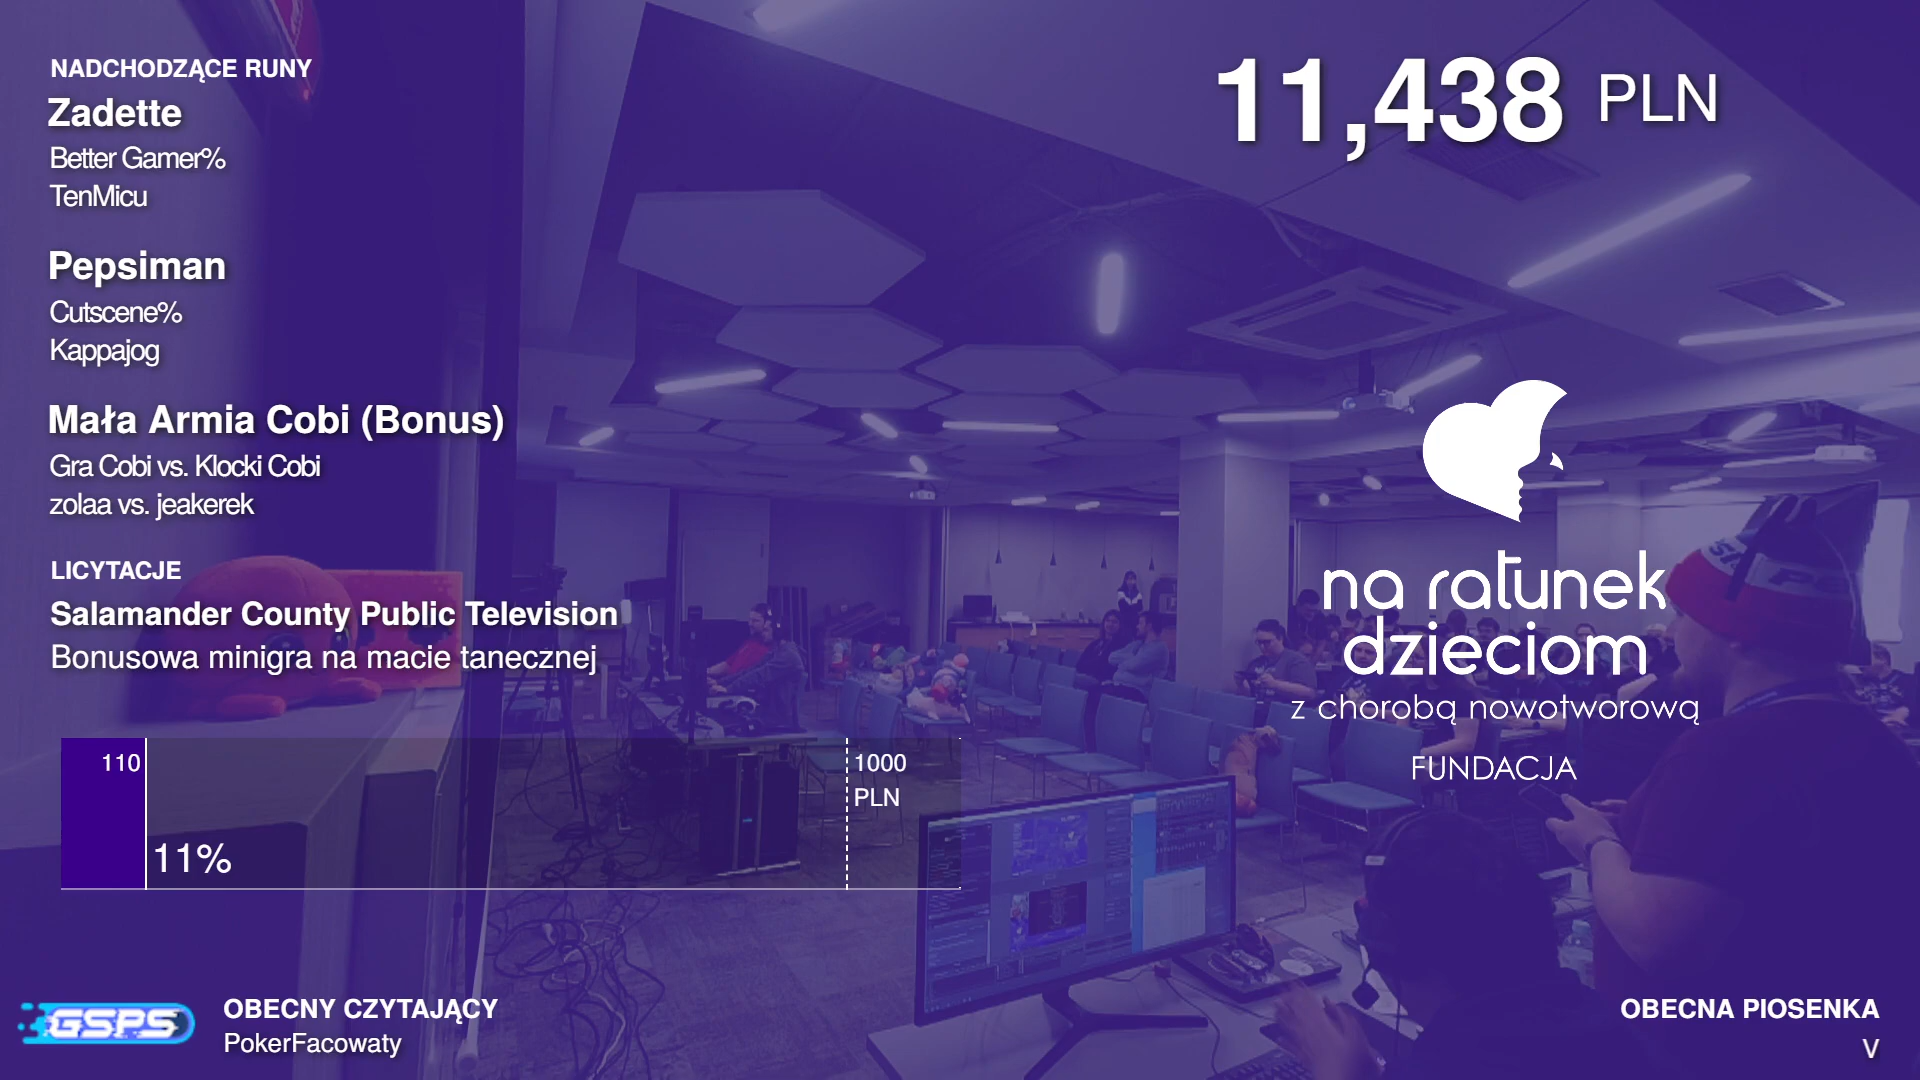 NADCHODZĄCE RUNY
Zadette
Better Gamer%
TenMicu
Pepsiman
Cutscene%
Kappajog
Mała Armia Cobi (Bonus)
Gra Cobi vs. Klocki Cobi
zolaa vs. jeakerek
LICYTACJE
Salamander County Public Television
Bonusowa minigra na macie tanecznej
110
11%
1000
PLN
11,438 PLN
na ratunek
dzieciom
z chorobą nowotworową
FUNDACJA
GSPS
OBECNY CZYTAJĄCY
PokerFacowaty
OBECNA PIOSENKA
V